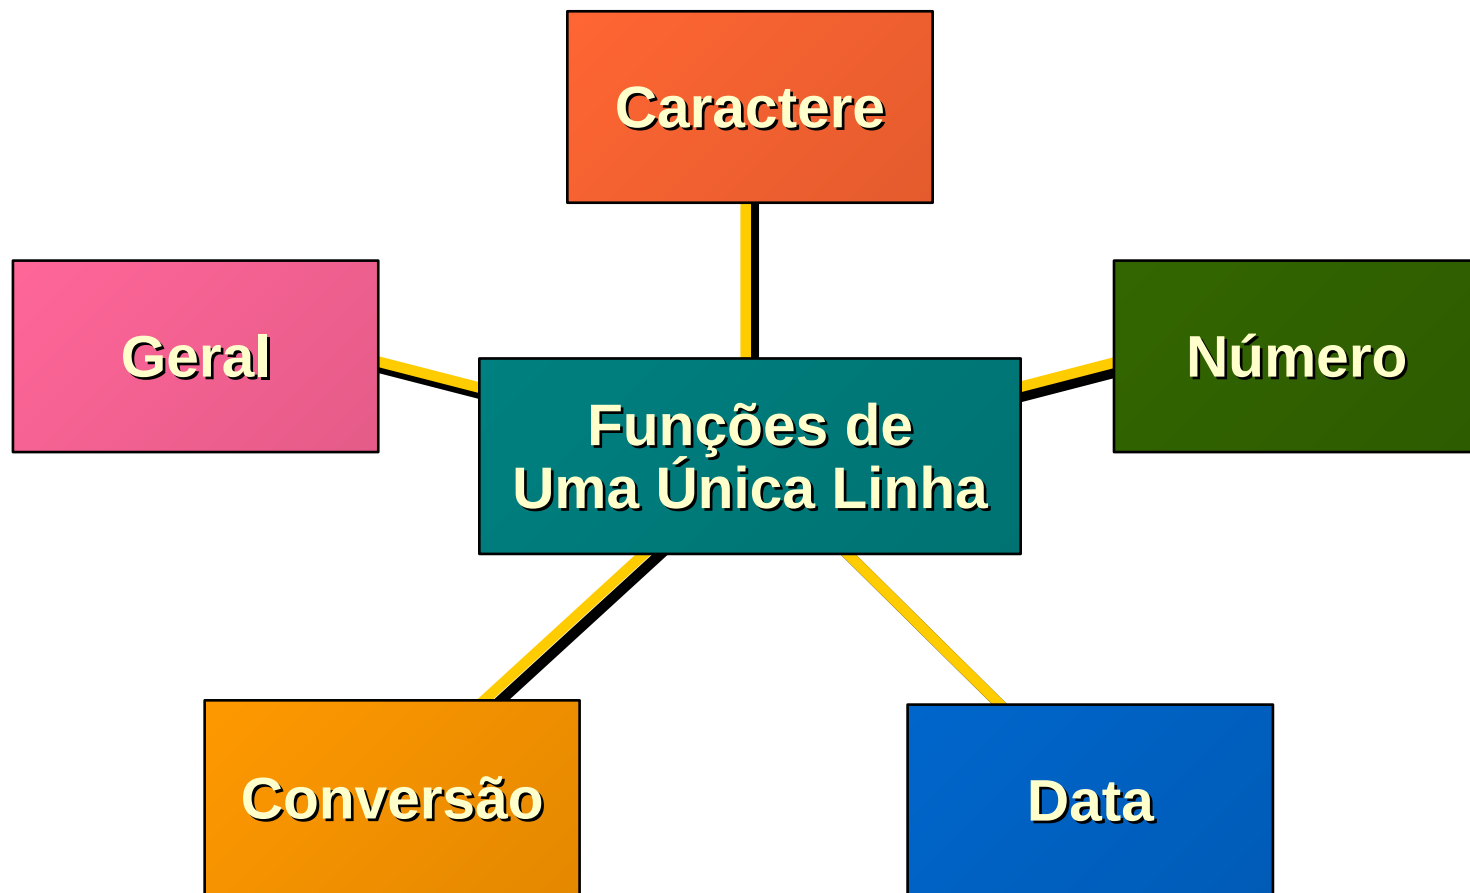 Caractere
Geral
Número
Funções de
Uma Única Linha
Conversão
Data